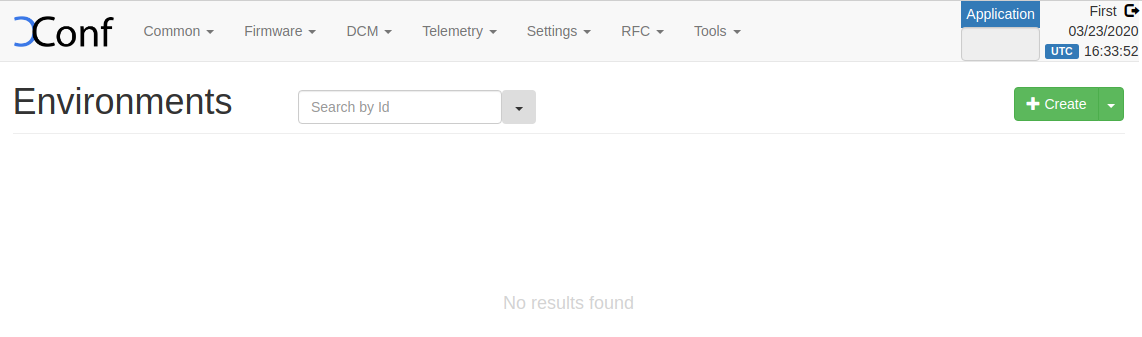 XConf Common Firmware DCM Telemetry Settings RFC Tools Application First
03/23/2020
UTC 16:33:52
Environments Search by Id Create
No results found